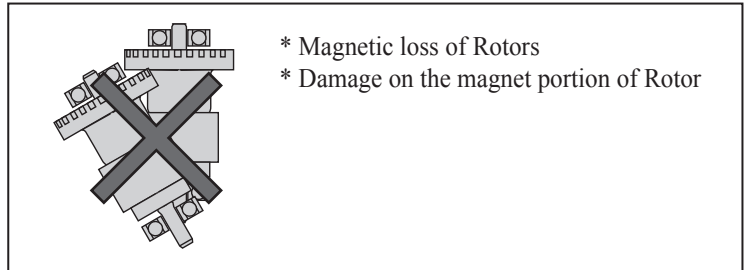 * Magnetic loss of Rotors
* Damage on the magnet portion of Rotor